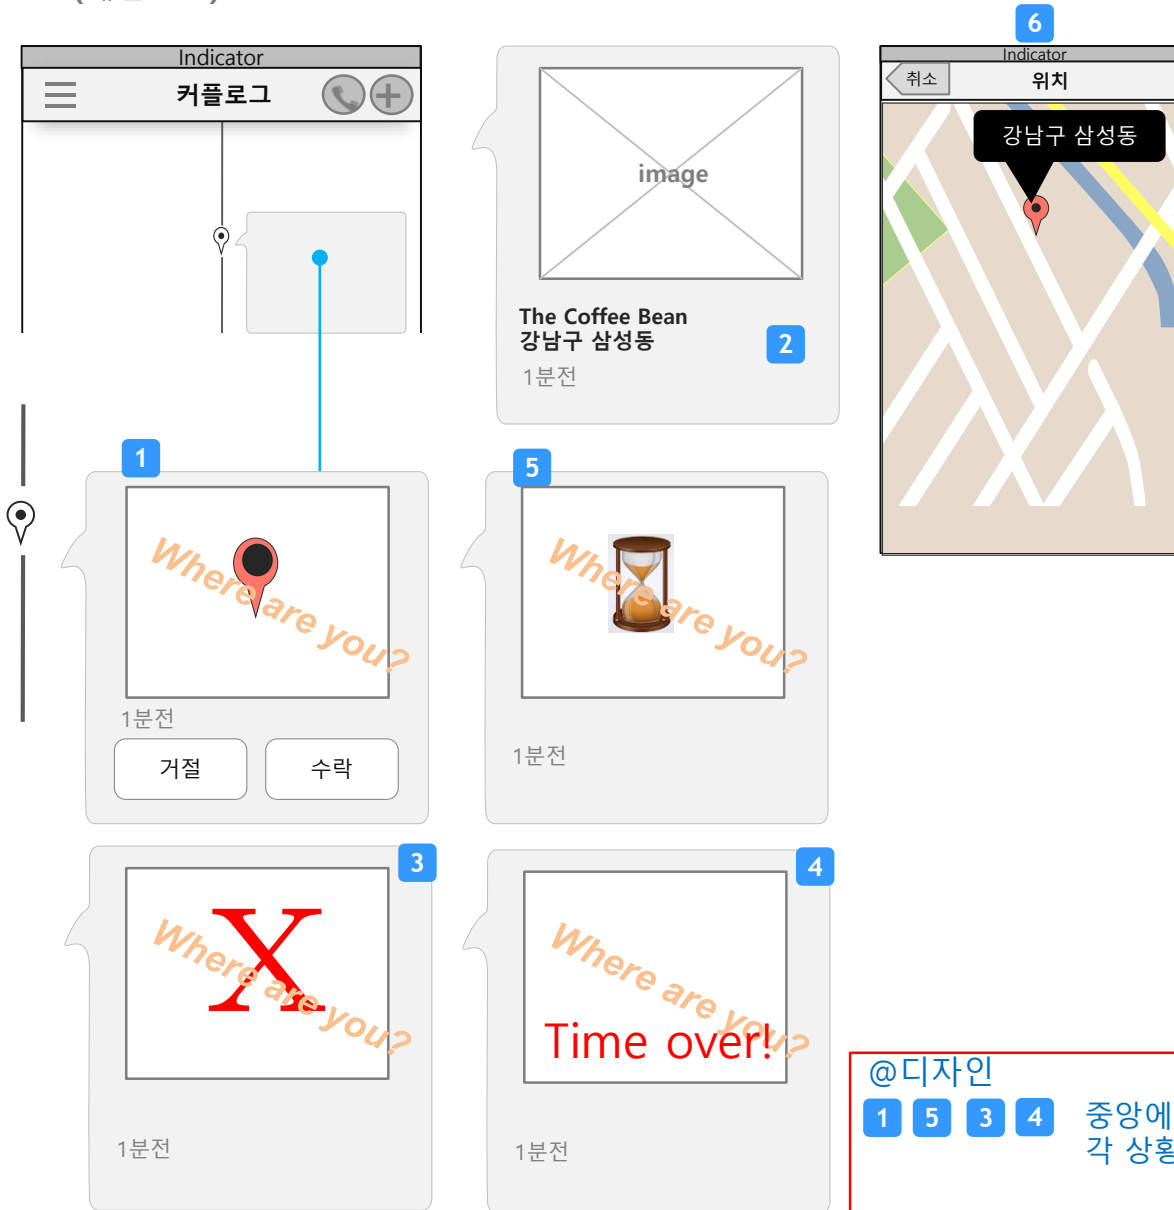 Indicator
커플로그
image
The Coffee Bean
강남구 삼성동
2
1분전
6
Indicator
취소
위치
강남구 삼성동
1
Where are you?
1분전
거절
수락
5
Where are you?
1분전
3
X
Where are you?
1분전
4
Where are you?
Time over!
1분전
@디자인
1 5 3 4 중앙에
각 상황